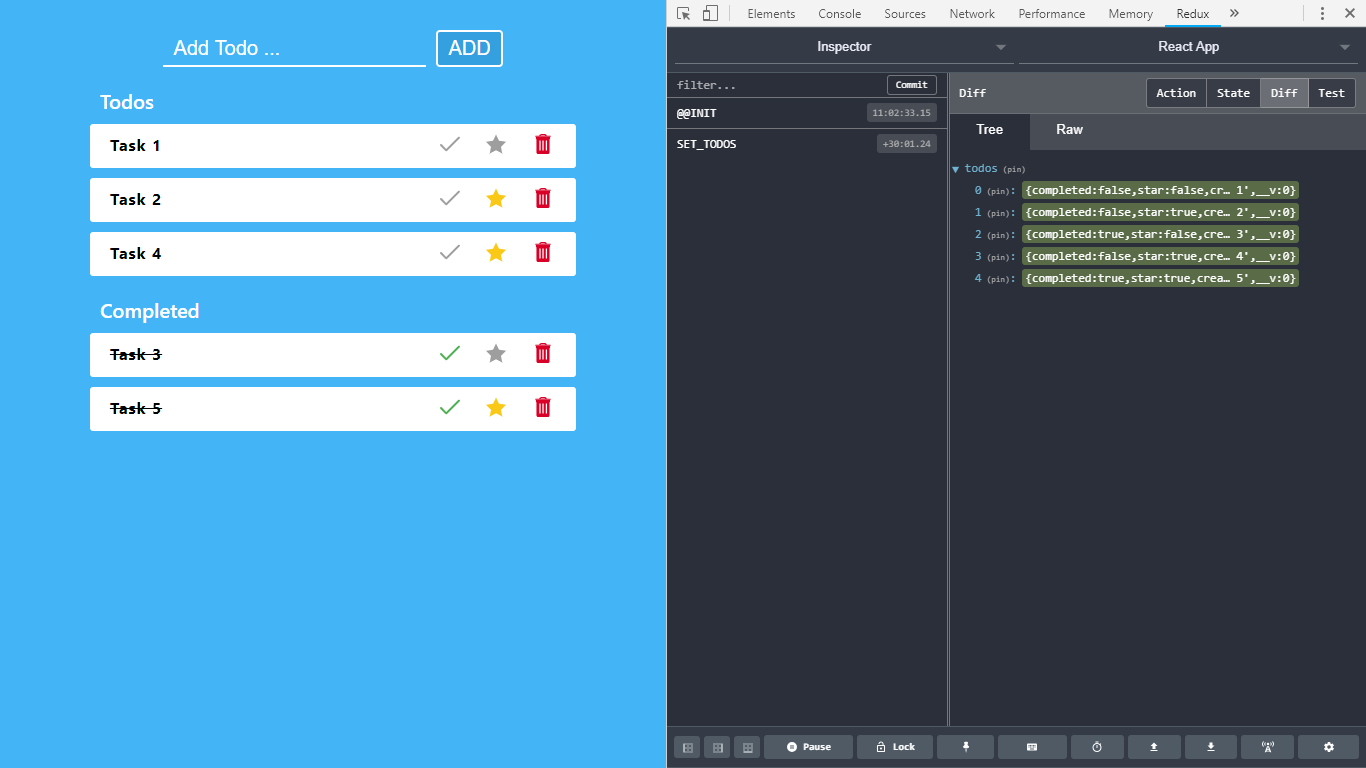 Add Todo ...
ADD
Todos
Task 1
Task 2
Task 4
Completed
Task 3
Task 5
Elements Console Sources Network Performance Memory Redux »
Inspector
React App
filter...
Commit
@@INIT
11:02:33.15
SET_TODOS
+30:01.24
Diff
Action State Diff Test
Tree Raw
todos (pin)
0 (pin): {completed:false,star:false,cr… 1',__v:0}
1 (pin): {completed:false,star:true,cre… 2',__v:0}
2 (pin): {completed:true,star:false,cre… 3',__v:0}
3 (pin): {completed:false,star:true,cre… 4',__v:0}
4 (pin): {completed:true,star:true,crea… 5',__v:0}
Pause
Lock